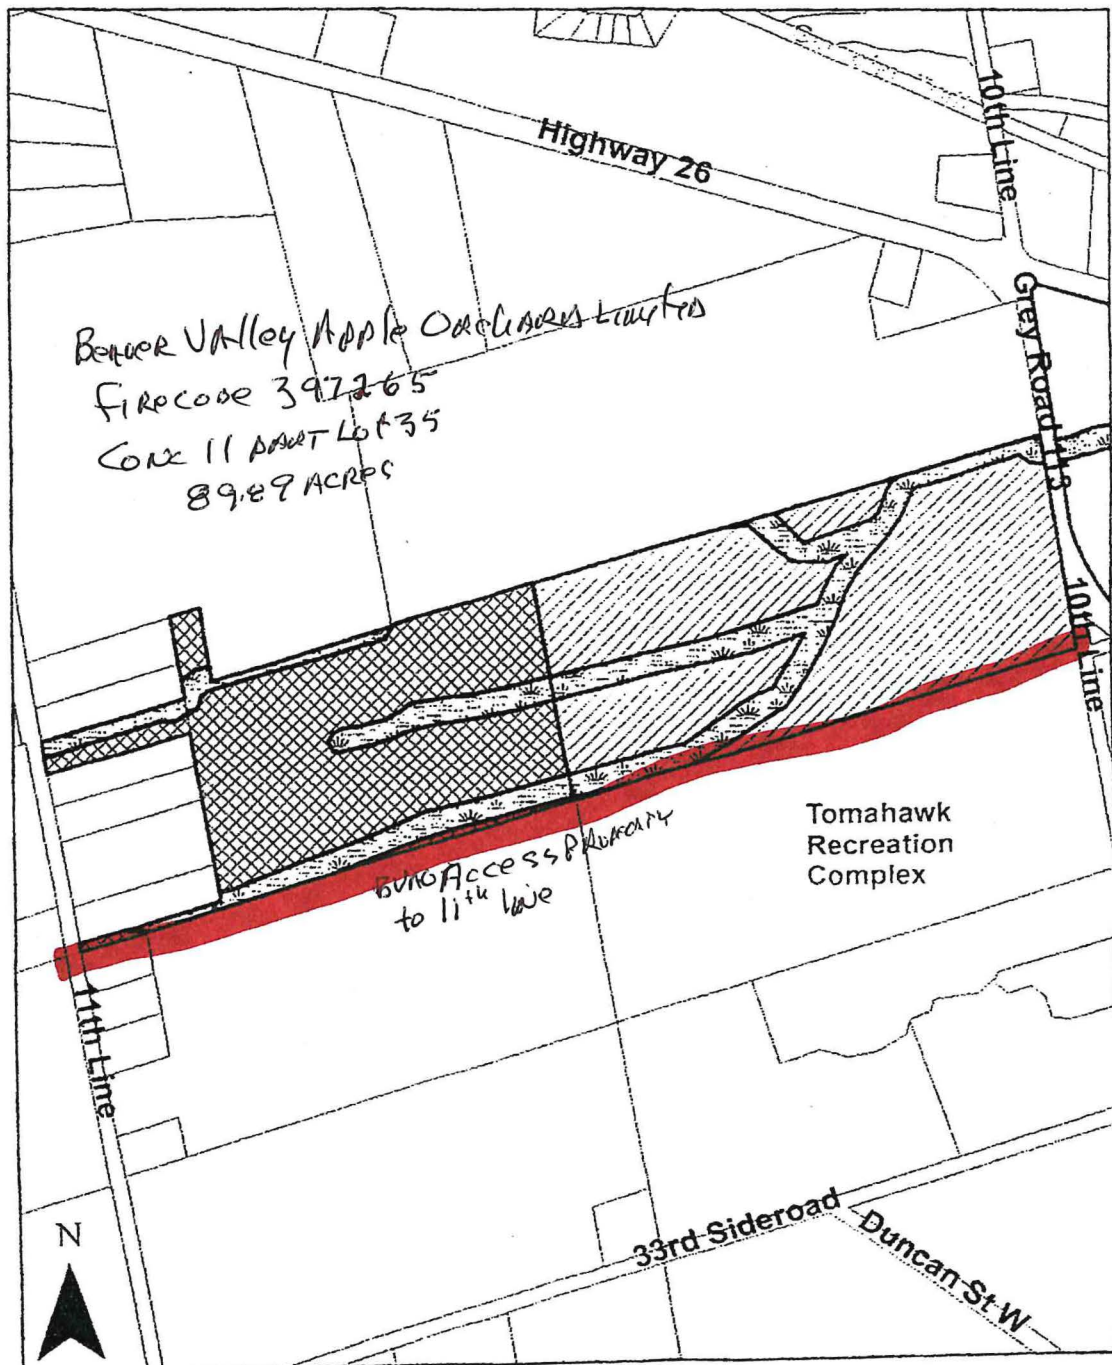 10th Line
Highway 26
Grey Road 113
Beaver Valley Apple Orchards Limited
Firecode 397265
Conc 11 part Lot 35
89.89 Acres
10th Line
Tomahawk
Recreation
Complex
Access Property
to 11th Line
11th Line
33rd Sideroad
Duncan St W
N